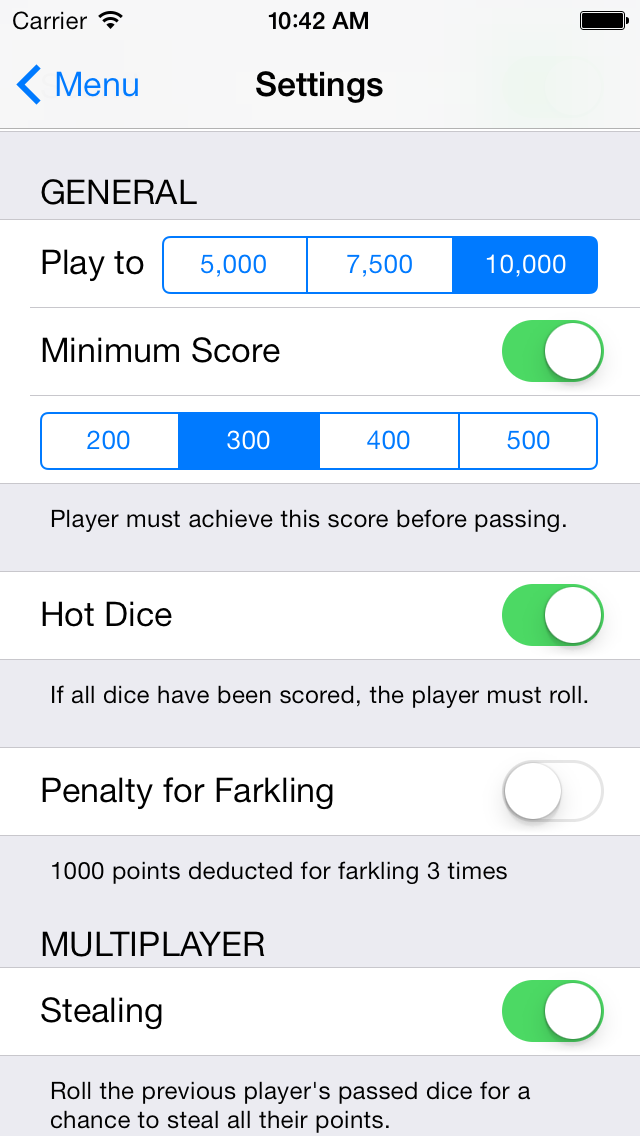 Carrier 10:42 AM
Menu Settings
GENERAL
Play to 5,000 7,500 10,000
Minimum Score
200 300 400 500
Player must achieve this score before passing.
Hot Dice
If all dice have been scored, the player must roll.
Penalty for Farkling
1000 points deducted for farkling 3 times
MULTIPLAYER
Stealing
Roll the previous player's passed dice for a
chance to steal all their points.